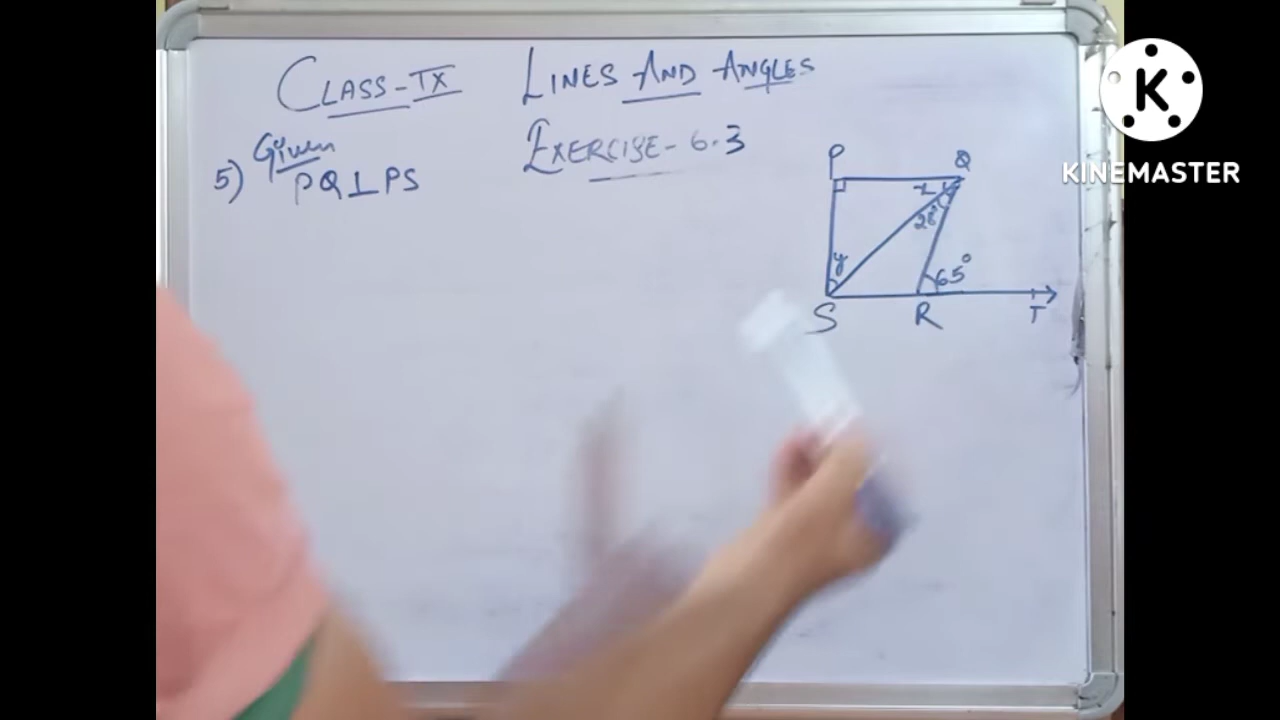 CLASS-IX LINES AND ANGLES
EXERCISE-6.3
5) Given
PQ⊥PS
P Q
x
28°
y
65°
S R T
K
KINEMASTER